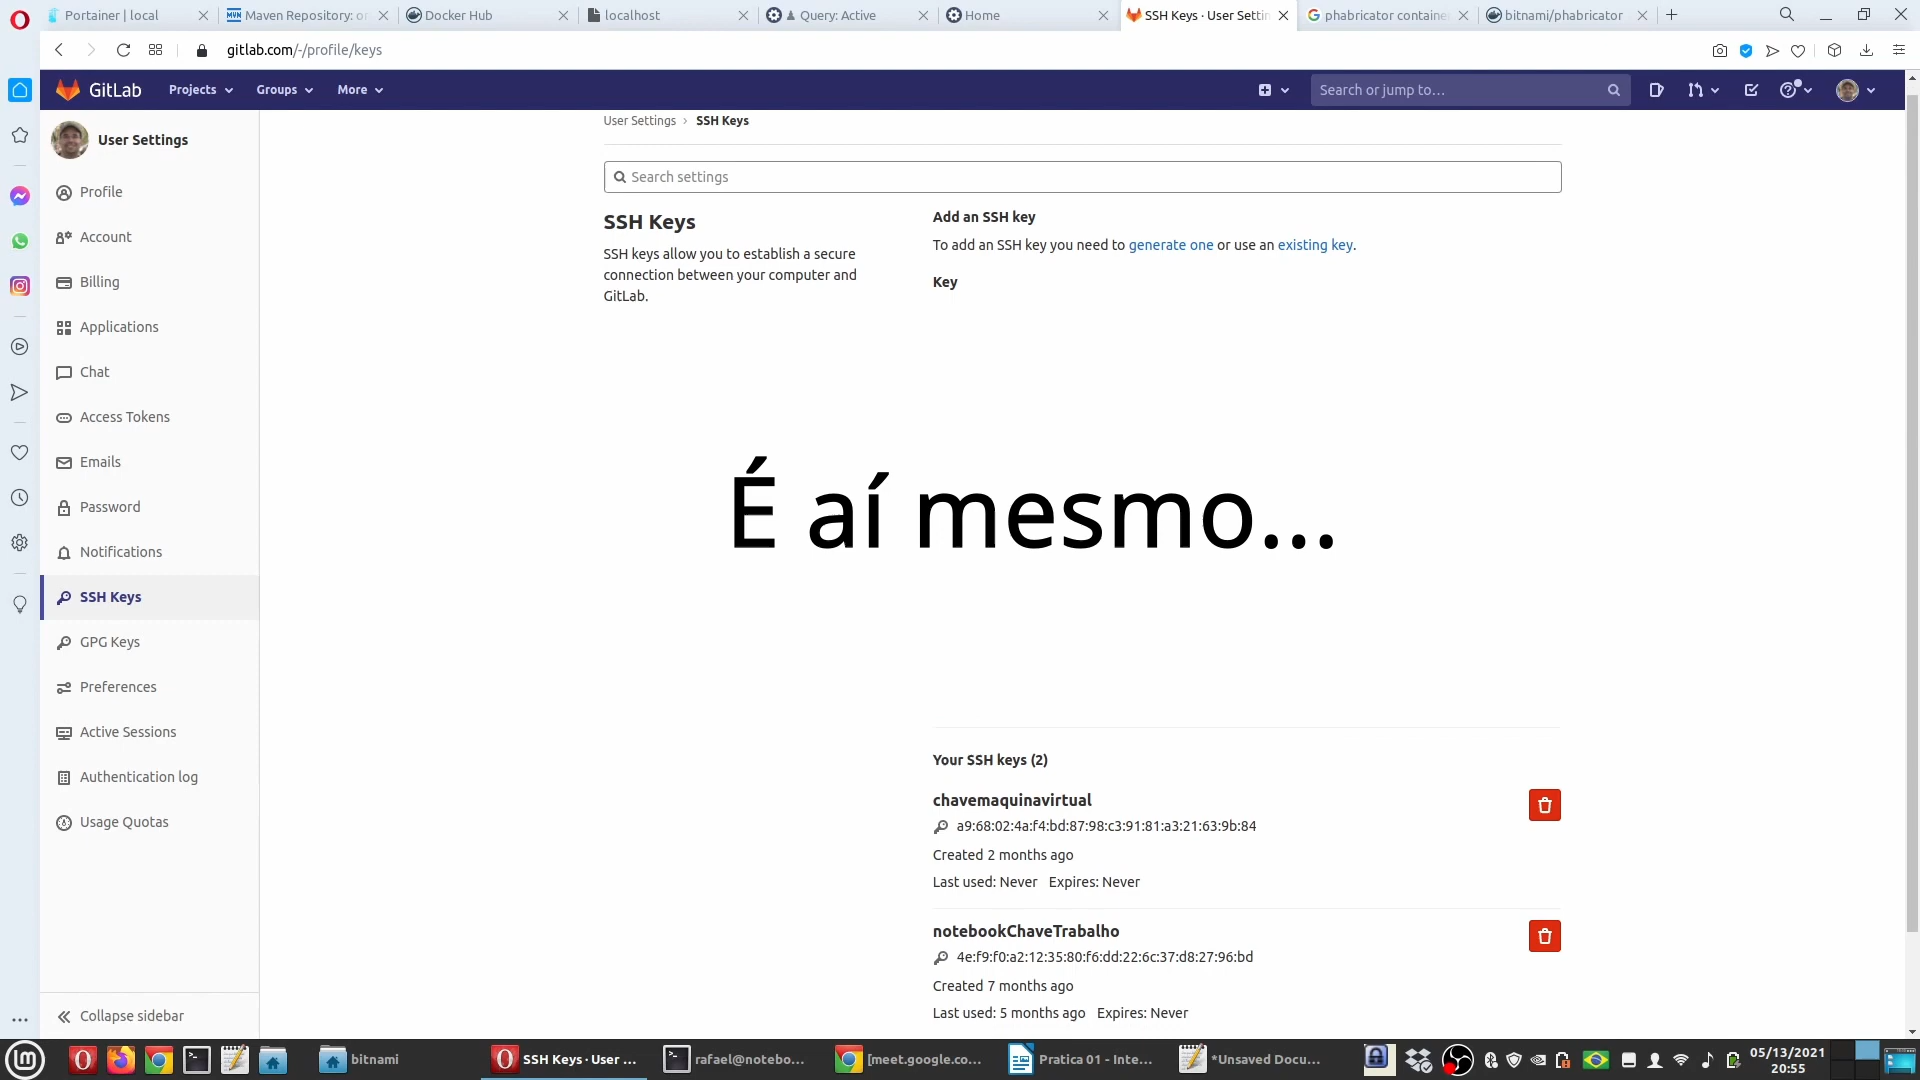 Portainer | local
Maven Repository: o
Docker Hub
localhost
Query: Active
Home
SSH Keys · User Settin
phabricator containe
bitnami/phabricator
gitlab.com/-/profile/keys
GitLab
Projects
Groups
More
Search or jump to…
User Settings
Profile
Account
Billing
Applications
Chat
Access Tokens
Emails
Password
Notifications
SSH Keys
GPG Keys
Preferences
Active Sessions
Authentication log
Usage Quotas
Collapse sidebar
User Settings › SSH Keys
Search settings
SSH Keys
SSH keys allow you to establish a secure
connection between your computer and
GitLab.
Add an SSH key
To add an SSH key you need to generate one or use an existing key.
Key
É aí mesmo...
Your SSH keys (2)
chavemaquinavirtual
a9:68:02:4a:f4:bd:87:98:c3:91:81:a3:21:63:9b:84
Created 2 months ago
Last used: Never Expires: Never
notebookChaveTrabalho
4e:f9:f0:a2:12:35:80:f6:dd:22:6c:37:d8:27:96:bd
Created 7 months ago
Last used: 5 months ago Expires: Never
bitnami
SSH Keys · User ...
rafael@notebo...
[meet.google.co...
Pratica 01 - Inte...
*Unsaved Docu...
05/13/2021
20:55